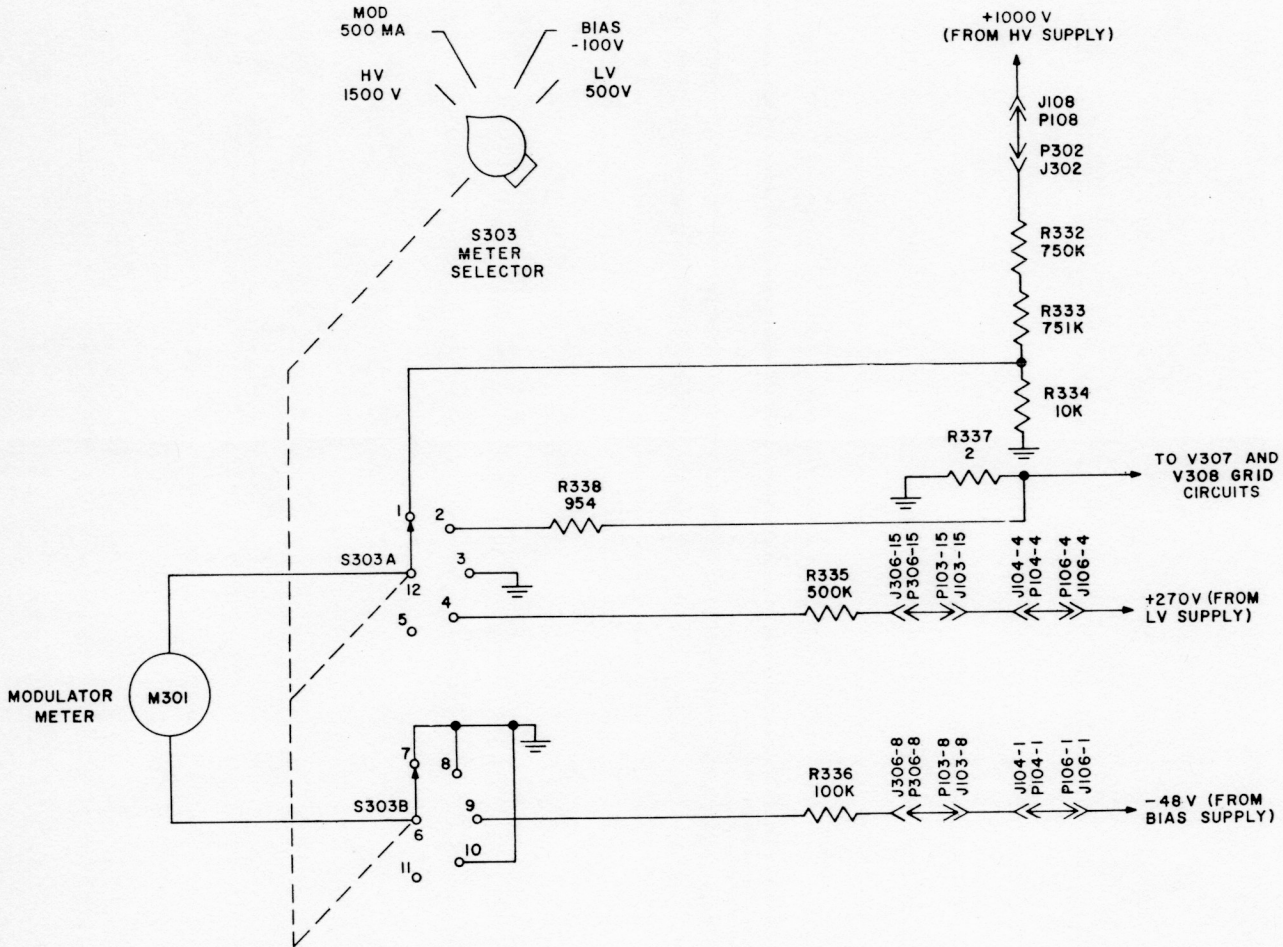 MOD
500 MA
BIAS
-100V
HV
1500 V
LV
500V
S303
METER
SELECTOR
+1000 V
(FROM HV SUPPLY)
J108
P108
P302
J302
R332
750K
R333
751K
R334
10K
R337
2
TO V307 AND
V308 GRID
CIRCUITS
R338
954
1
2
3
S303A
12
4
5
R335
500K
J306-15
P306-15
P103-15
J103-15
J104-4
P104-4
P106-4
J106-4
+270V (FROM
LV SUPPLY)
MODULATOR
METER
M301
7
8
S303B
6
9
10
11
R336
100K
J306-8
P306-8
P103-8
J103-8
J104-1
P104-1
P106-1
J106-1
-48V (FROM
BIAS SUPPLY)